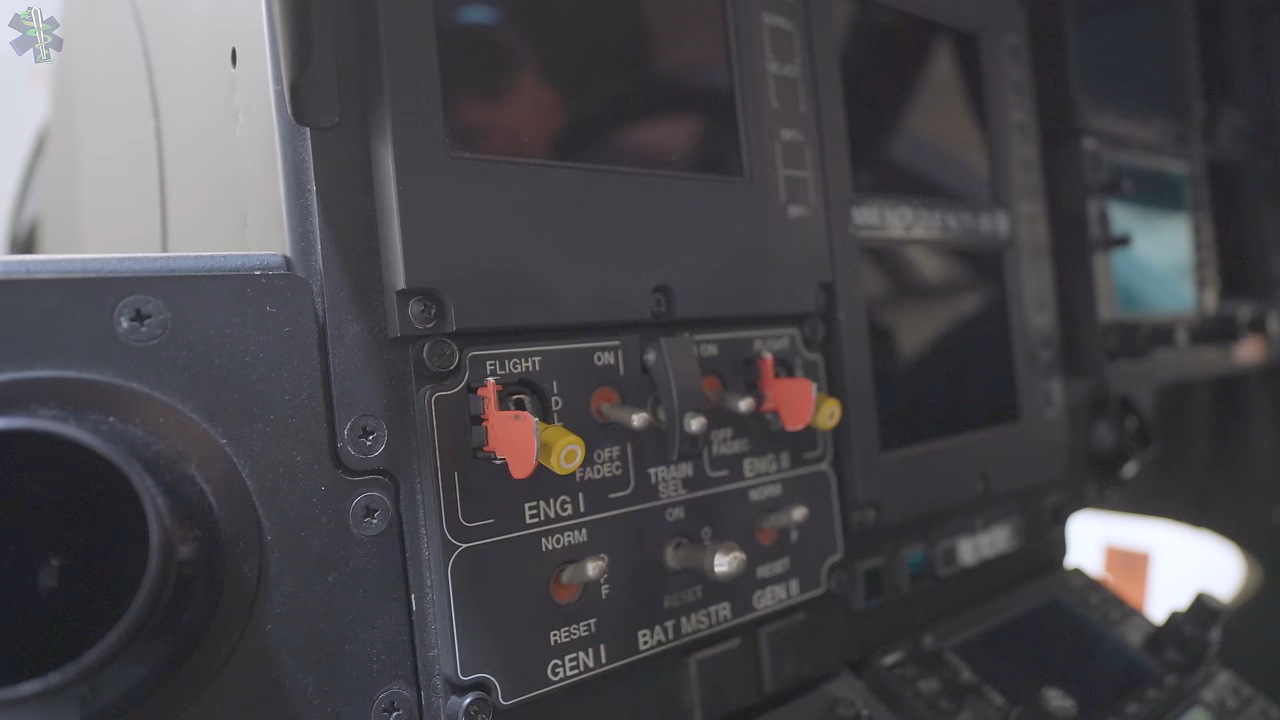 FLIGHT
ON
IDL
OFF
FADEC
ENG I
TRAIN
SEL
ON
FLIGHT
OFF
FADEC
ENG II
NORM
RESET
GEN I
ON
RESET
BAT MSTR
NORM
RESET
GEN II